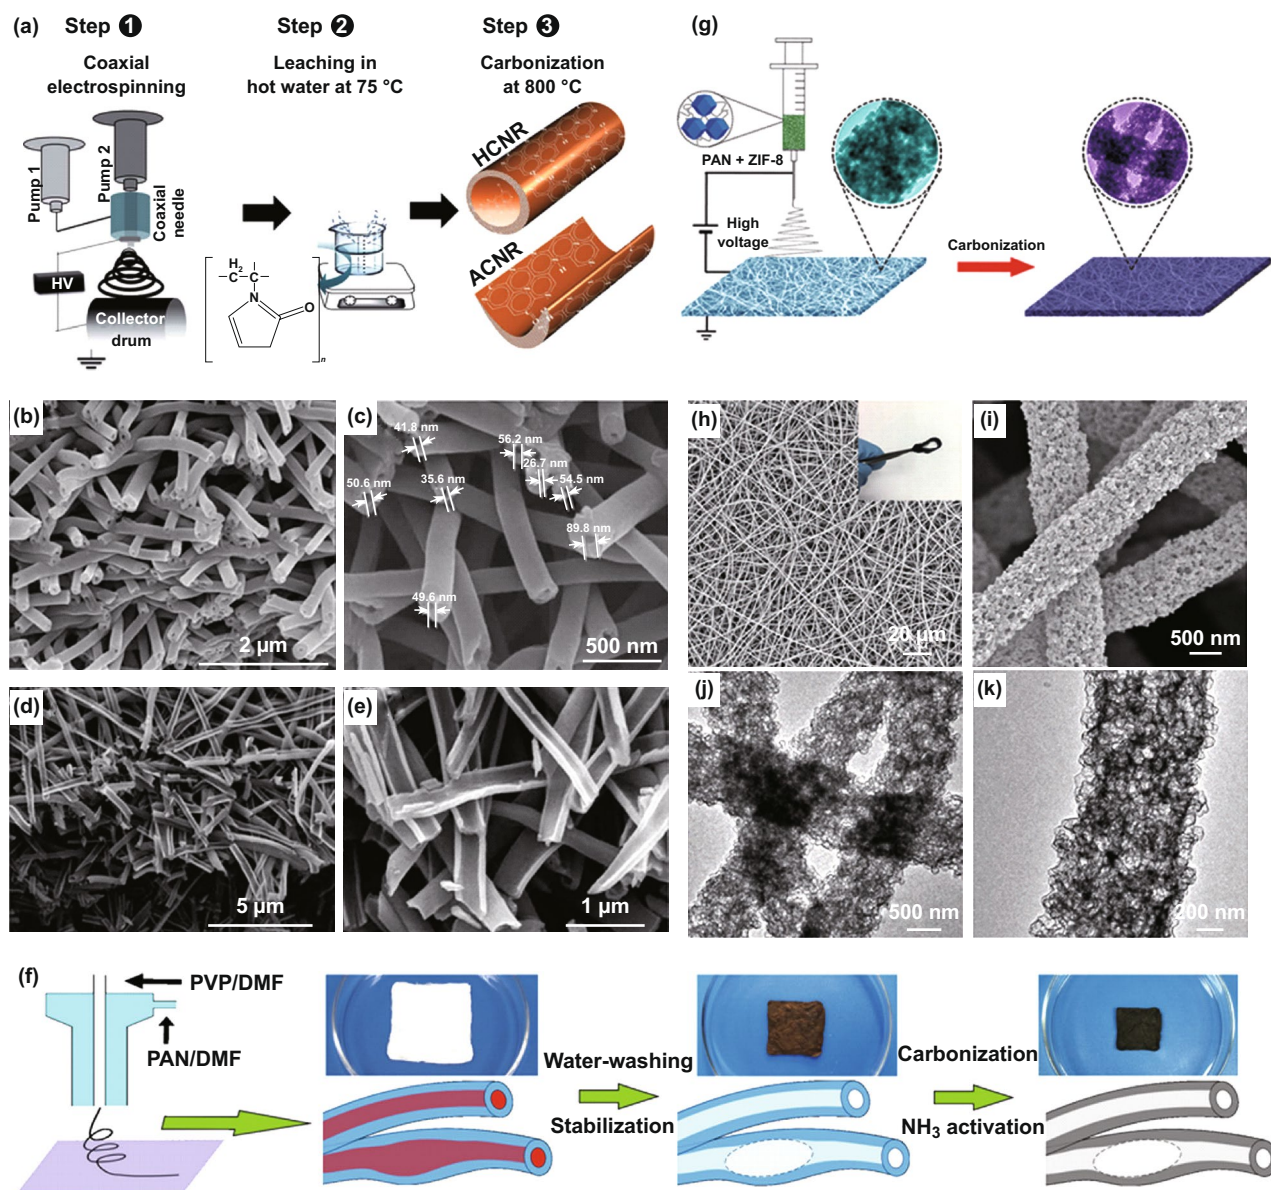 (a)
Step 1
Step 2
Step 3
Coaxial
electrospinning
Leaching in
hot water at 75 °C
Carbonization
at 800 °C
Pump 1
Pump 2
Coaxial
needle
HV
Collector
drum
H2
–C–C–
N
O
n
HCNR
ACNR
(g)
PAN + ZIF-8
High
voltage
Carbonization
(b)
2 µm
(c)
41.8 nm
56.2 nm
26.7 nm
50.6 nm
35.6 nm
54.5 nm
89.8 nm
49.6 nm
500 nm
(h)
20 µm
(i)
500 nm
(d)
5 µm
(e)
1 µm
(j)
500 nm
(k)
200 nm
(f)
PVP/DMF
PAN/DMF
Water-washing
Stabilization
Carbonization
NH3 activation